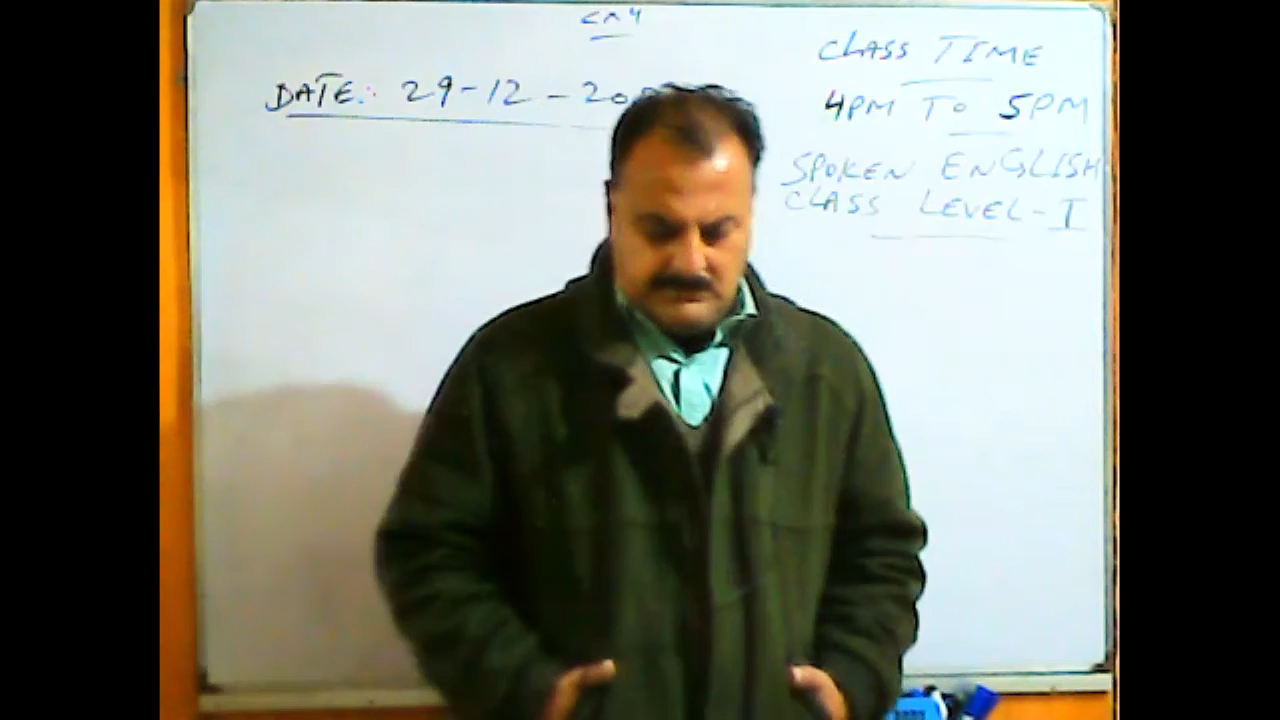 DATE: 29-12-20
CLASS TIME
4PM TO 5PM
SPOKEN ENGLISH
CLASS LEVEL-I